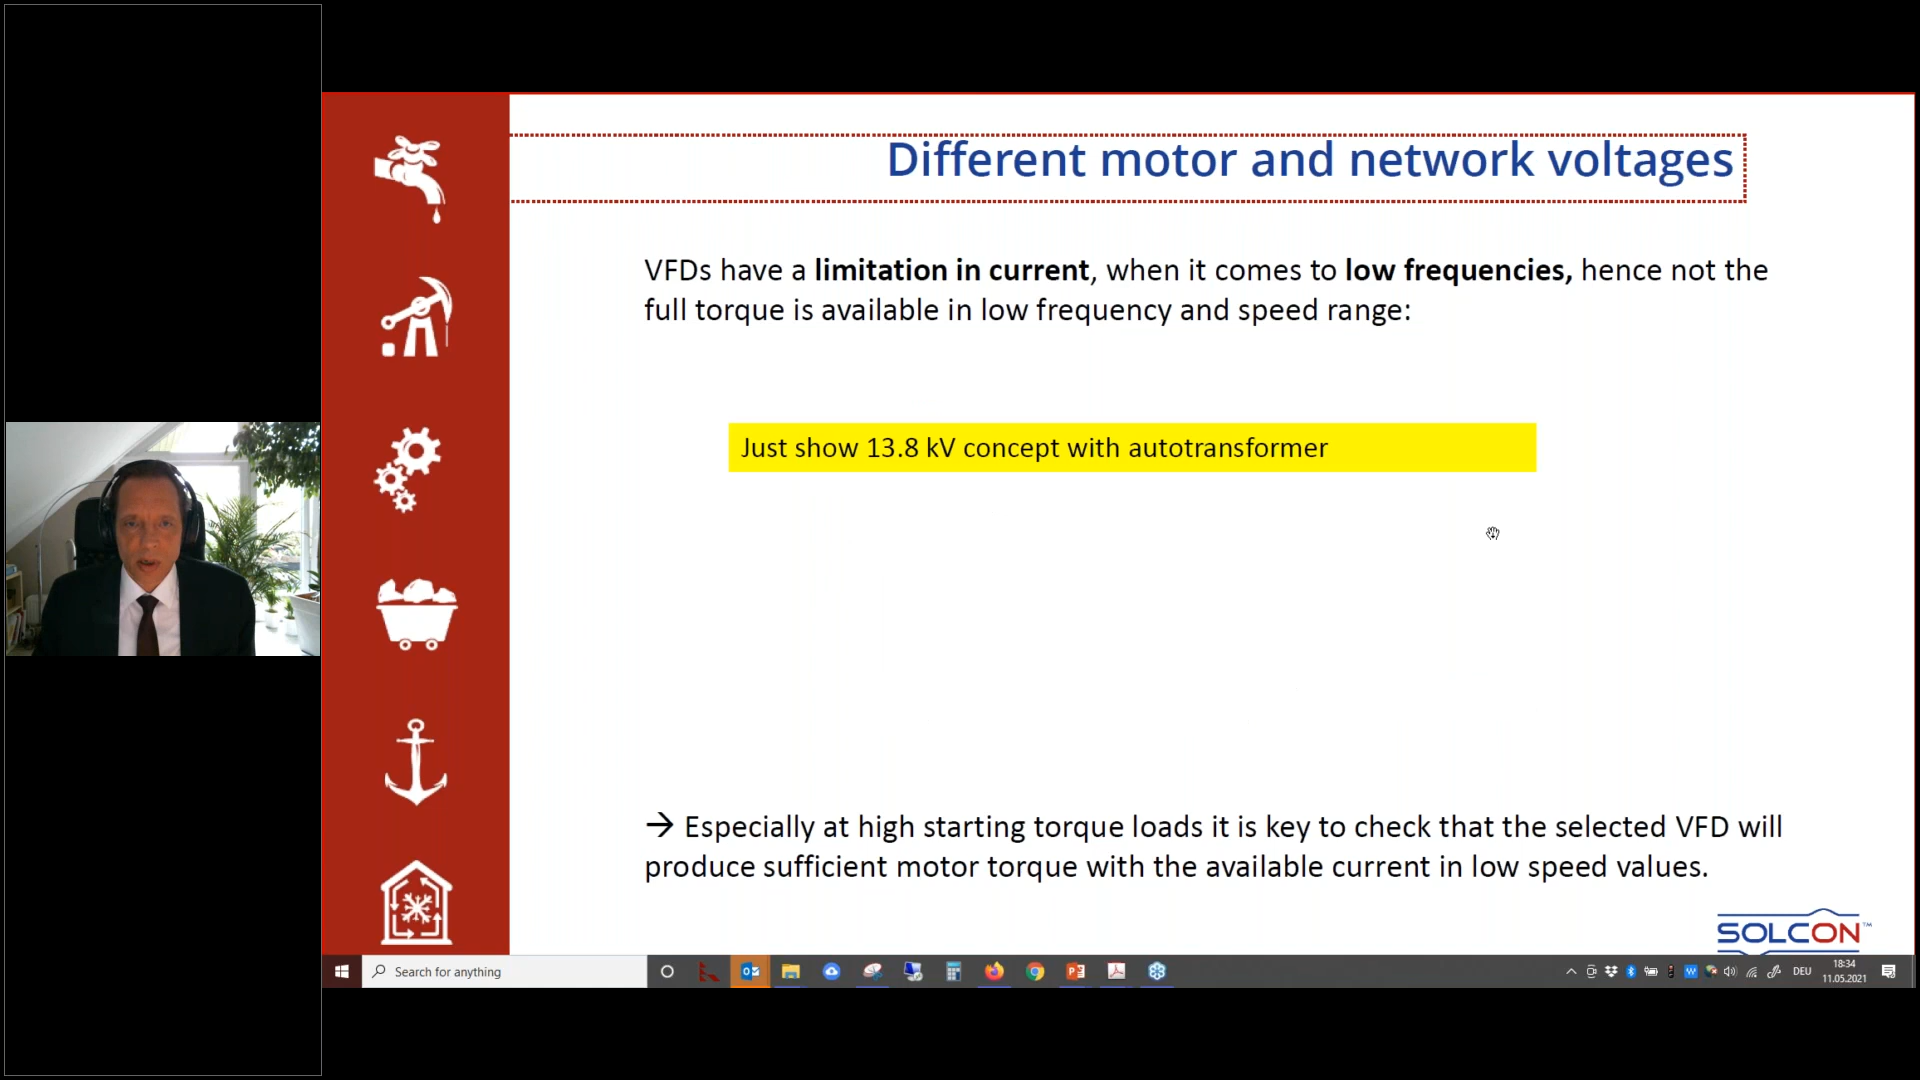 Different motor and network voltages
VFDs have a limitation in current, when it comes to low frequencies, hence not the
full torque is available in low frequency and speed range:
Just show 13.8 kV concept with autotransformer
→ Especially at high starting torque loads it is key to check that the selected VFD will
produce sufficient motor torque with the available current in low speed values.
SOLCON™
Search for anything
DEU
18:34
11.05.2021